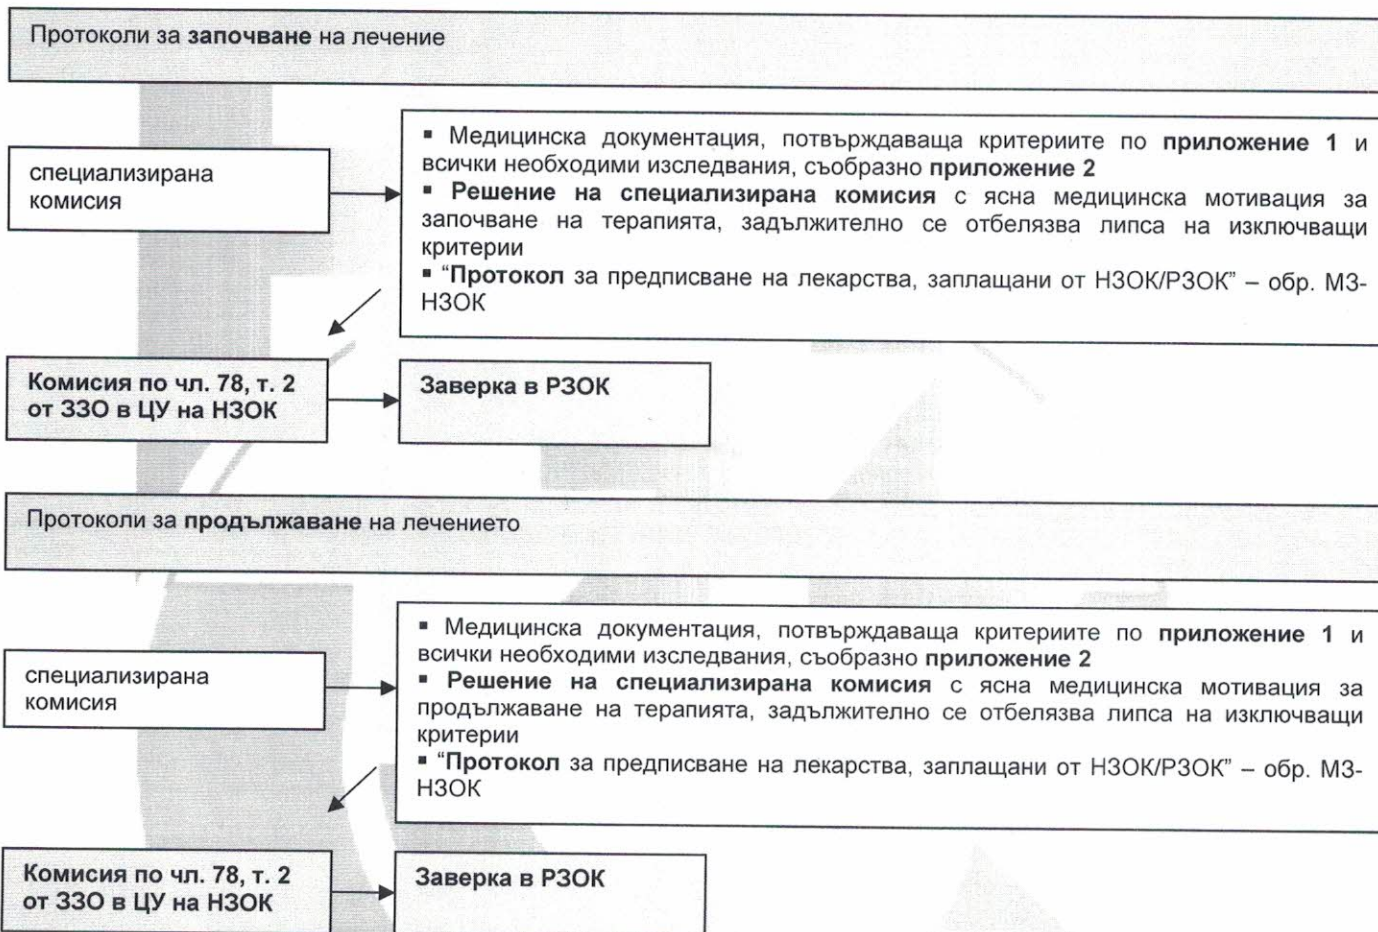 Протоколи за започване на лечение
специализирана
комисия
▪ Медицинска документация, потвърждаваща критериите по приложение 1 и
всички необходими изследвания, съобразно приложение 2
▪ Решение на специализирана комисия с ясна медицинска мотивация за
започване на терапията, задължително се отбелязва липса на изключващи
критерии
▪ “Протокол за предписване на лекарства, заплащани от НЗОК/РЗОК” – обр. МЗ-
НЗОК
Комисия по чл. 78, т. 2
от ЗЗО в ЦУ на НЗОК
Заверка в РЗОК
Протоколи за продължаване на лечението
специализирана
комисия
▪ Медицинска документация, потвърждаваща критериите по приложение 1 и
всички необходими изследвания, съобразно приложение 2
▪ Решение на специализирана комисия с ясна медицинска мотивация за
продължаване на терапията, задължително се отбелязва липса на изключващи
критерии
▪ “Протокол за предписване на лекарства, заплащани от НЗОК/РЗОК” – обр. МЗ-
НЗОК
Комисия по чл. 78, т. 2
от ЗЗО в ЦУ на НЗОК
Заверка в РЗОК